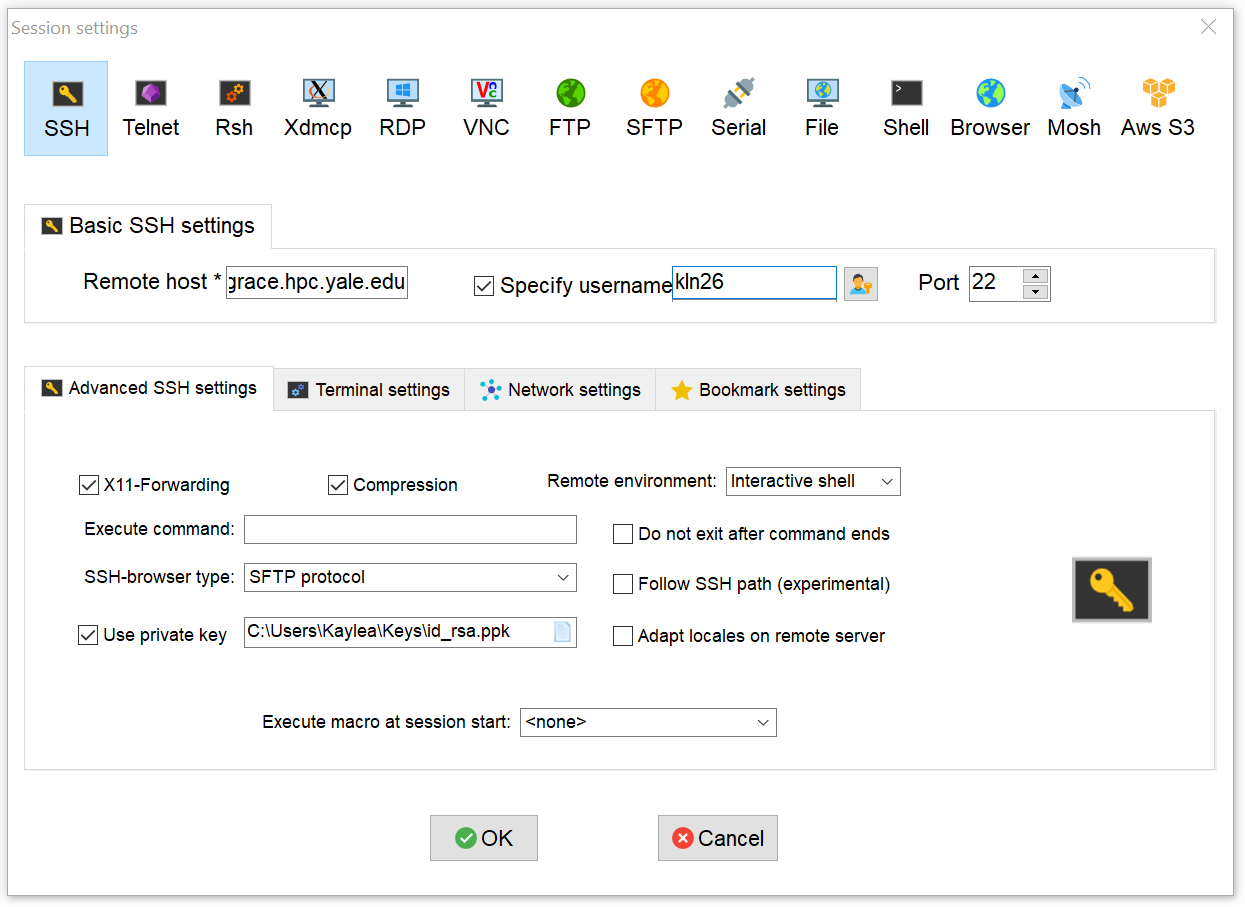 Session settings
SSH Telnet Rsh Xdmcp RDP VNC FTP SFTP Serial File Shell Browser Mosh Aws S3
Basic SSH settings
Remote host * grace.hpc.yale.edu Specify username kln26 Port 22
Advanced SSH settings Terminal settings Network settings Bookmark settings
X11-Forwarding Compression Remote environment: Interactive shell
Execute command: Do not exit after command ends
SSH-browser type: SFTP protocol Follow SSH path (experimental)
Use private key C:\Users\Kaylea\Keys\id_rsa.ppk Adapt locales on remote server
Execute macro at session start: <none>
OK Cancel